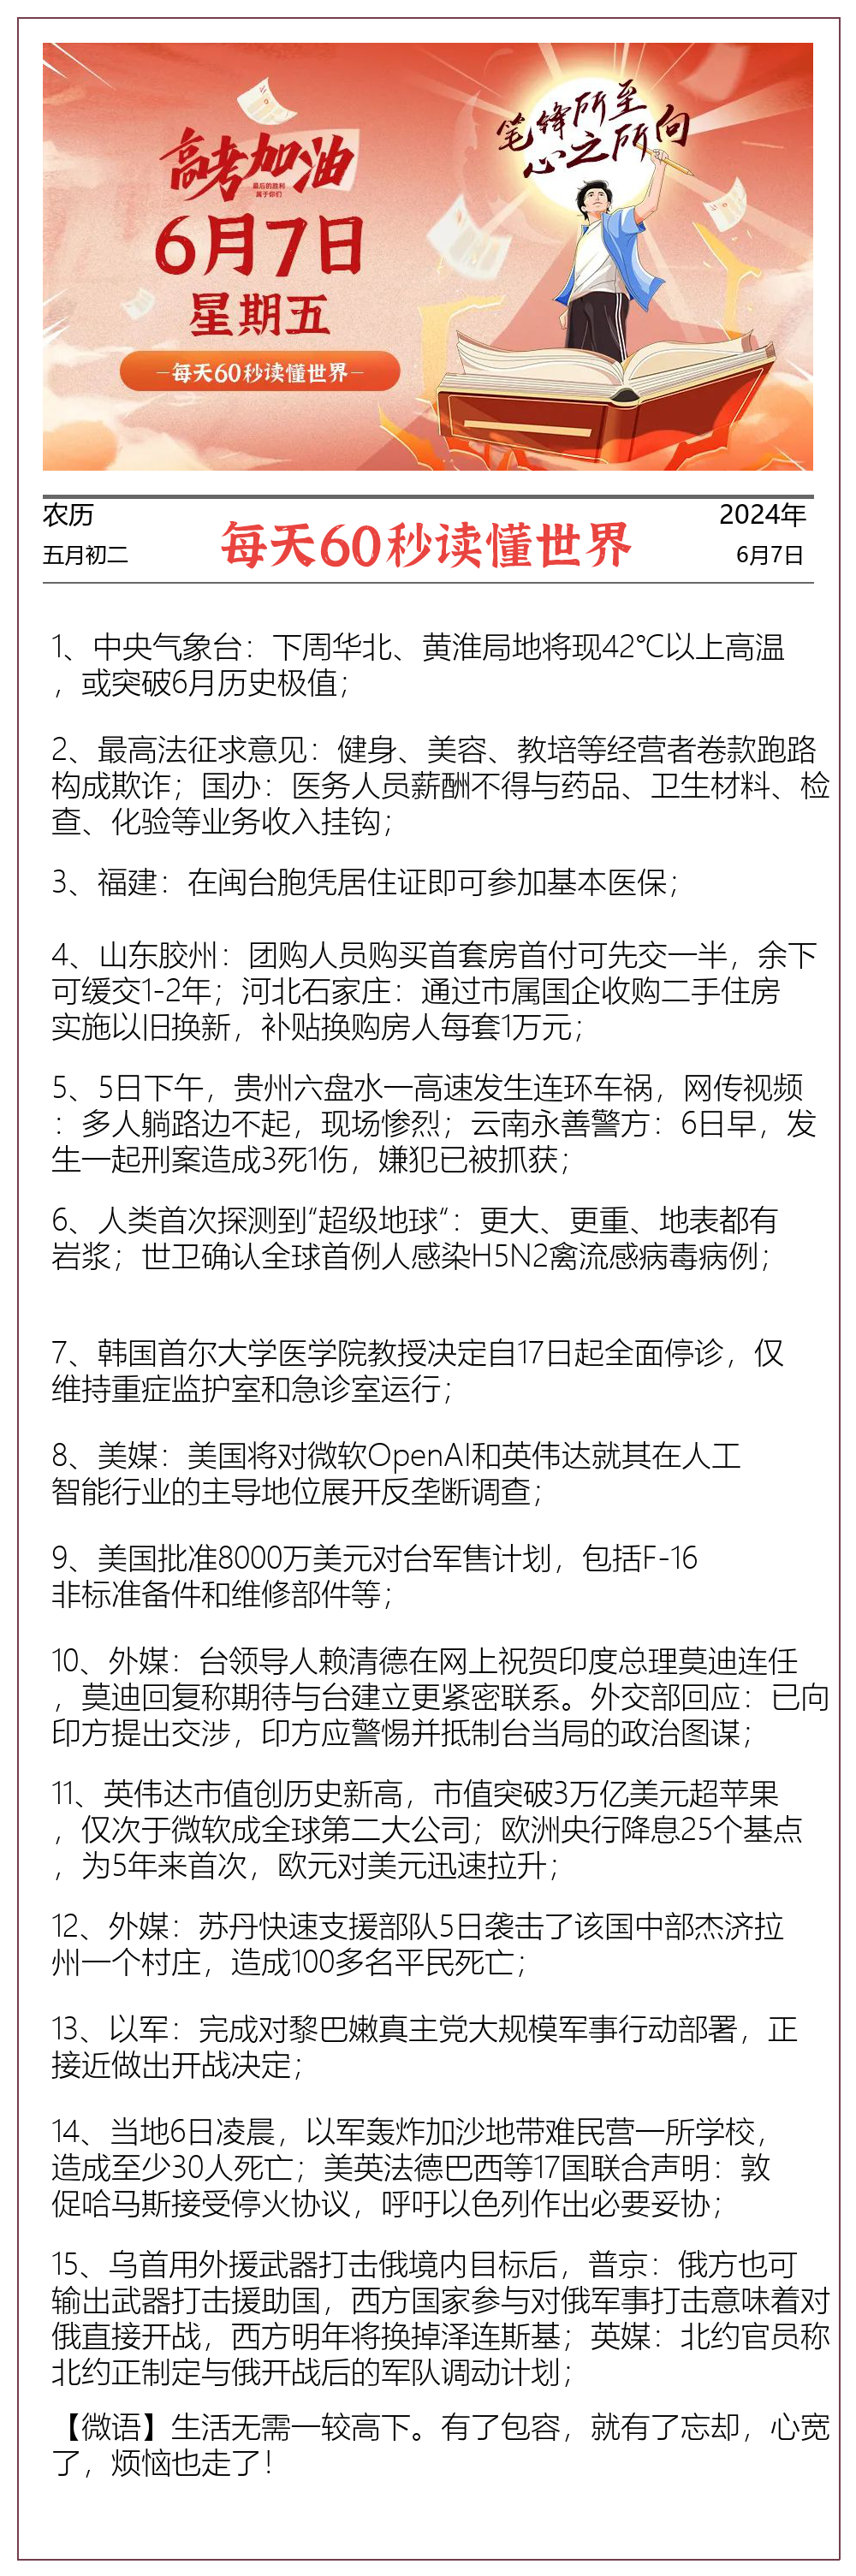 高考加油
最后的胜利
属于你们
6月7日
星期五
每天60秒读懂世界
笔锋所至
心之所向
农历
五月初二
每天60秒读懂世界
2024年
6月7日
1、中央气象台：下周华北、黄淮局地将现42℃以上高温
，或突破6月历史极值；
2、最高法征求意见：健身、美容、教培等经营者卷款跑路
构成欺诈；国办：医务人员薪酬不得与药品、卫生材料、检
查、化验等业务收入挂钩；
3、福建：在闽台胞凭居住证即可参加基本医保；
4、山东胶州：团购人员购买首套房首付可先交一半，余下
可缓交1-2年；河北石家庄：通过市属国企收购二手住房
实施以旧换新，补贴换购房人每套1万元；
5、5日下午，贵州六盘水一高速发生连环车祸，网传视频
：多人躺路边不起，现场惨烈；云南永善警方：6日早，发
生一起刑案造成3死1伤，嫌犯已被抓获；
6、人类首次探测到“超级地球“：更大、更重、地表都有
岩浆；世卫确认全球首例人感染H5N2禽流感病毒病例；
7、韩国首尔大学医学院教授决定自17日起全面停诊，仅
维持重症监护室和急诊室运行；
8、美媒：美国将对微软OpenAI和英伟达就其在人工
智能行业的主导地位展开反垄断调查；
9、美国批准8000万美元对台军售计划，包括F-16
非标准备件和维修部件等；
10、外媒：台领导人赖清德在网上祝贺印度总理莫迪连任
，莫迪回复称期待与台建立更紧密联系。外交部回应：已向
印方提出交涉，印方应警惕并抵制台当局的政治图谋；
11、英伟达市值创历史新高，市值突破3万亿美元超苹果
，仅次于微软成全球第二大公司；欧洲央行降息25个基点
，为5年来首次，欧元对美元迅速拉升；
12、外媒：苏丹快速支援部队5日袭击了该国中部杰济拉
州一个村庄，造成100多名平民死亡；
13、以军：完成对黎巴嫩真主党大规模军事行动部署，正
接近做出开战决定；
14、当地6日凌晨，以军轰炸加沙地带难民营一所学校，
造成至少30人死亡；美英法德巴西等17国联合声明：敦
促哈马斯接受停火协议，呼吁以色列作出必要妥协；
15、乌首用外援武器打击俄境内目标后，普京：俄方也可
输出武器打击援助国，西方国家参与对俄军事打击意味着对
俄直接开战，西方明年将换掉泽连斯基；英媒：北约官员称
北约正制定与俄开战后的军队调动计划；
【微语】生活无需一较高下。有了包容，就有了忘却，心宽
了，烦恼也走了！